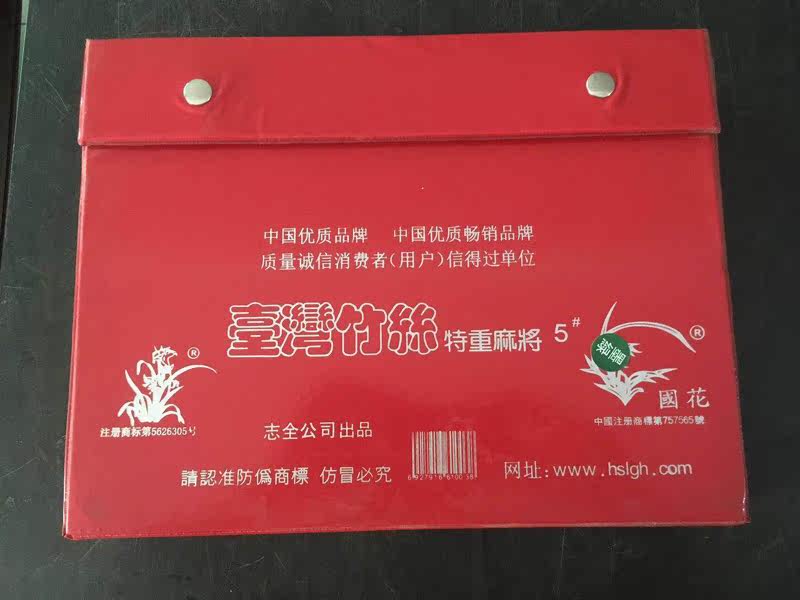 中国优质品牌 中国优质畅销品牌
质量诚信消费者(用户)信得过单位
臺灣竹絲 特重麻將 5#
®
®
國花
注册商标第5626305号
中國注册商標第757565號
志全公司出品
請認准防僞商標 仿冒必究
网址:www.hslgh.com